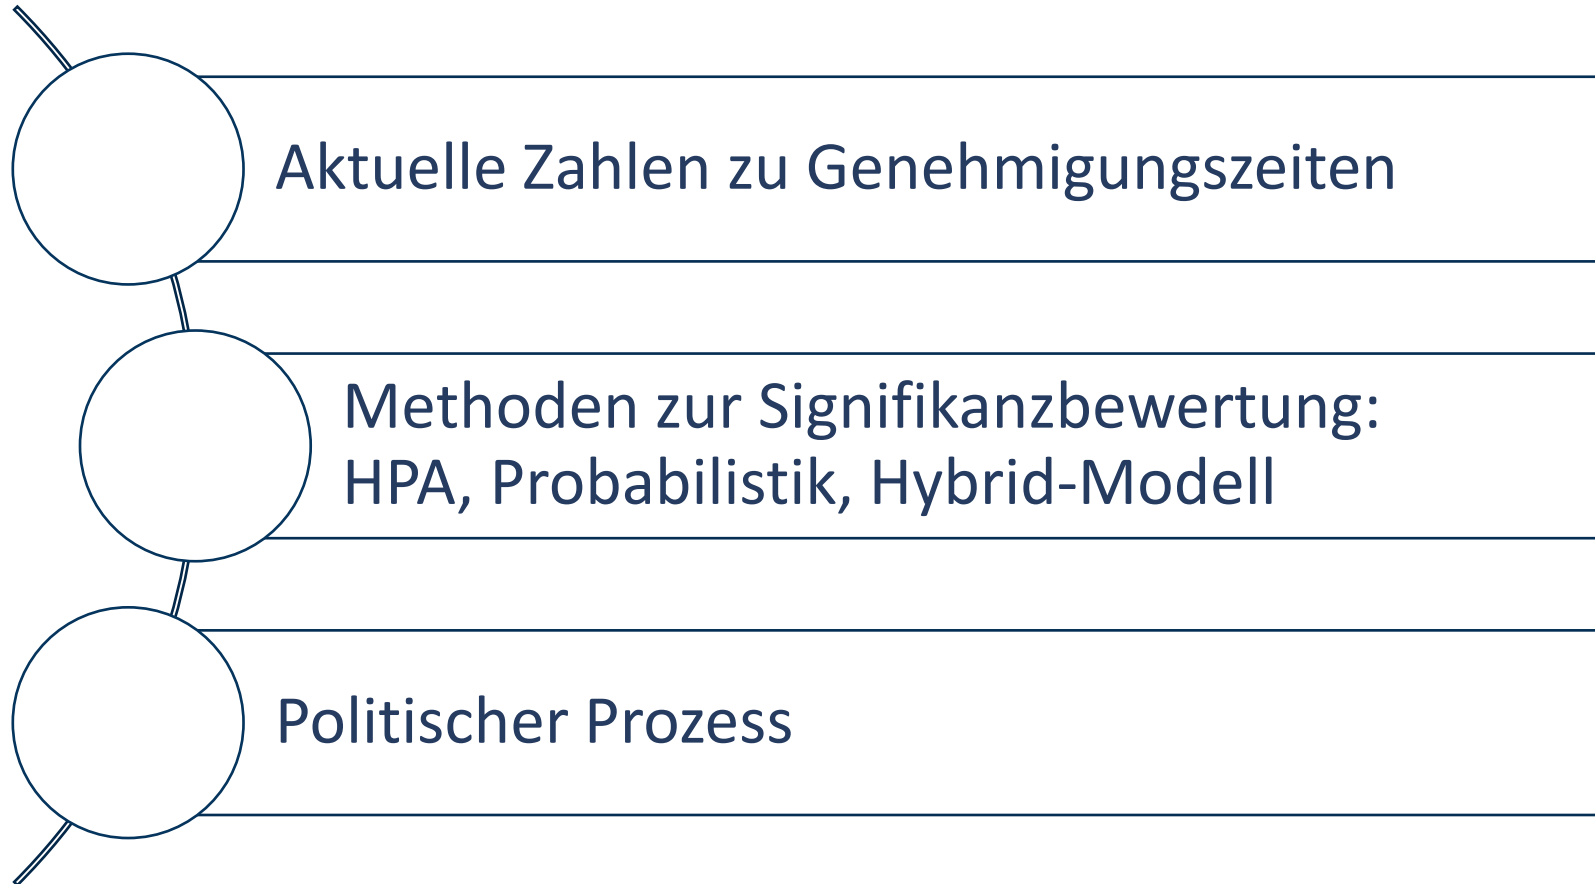 Aktuelle Zahlen zu Genehmigungszeiten
Methoden zur Signifikanzbewertung:
HPA, Probabilistik, Hybrid-Modell
Politischer Prozess